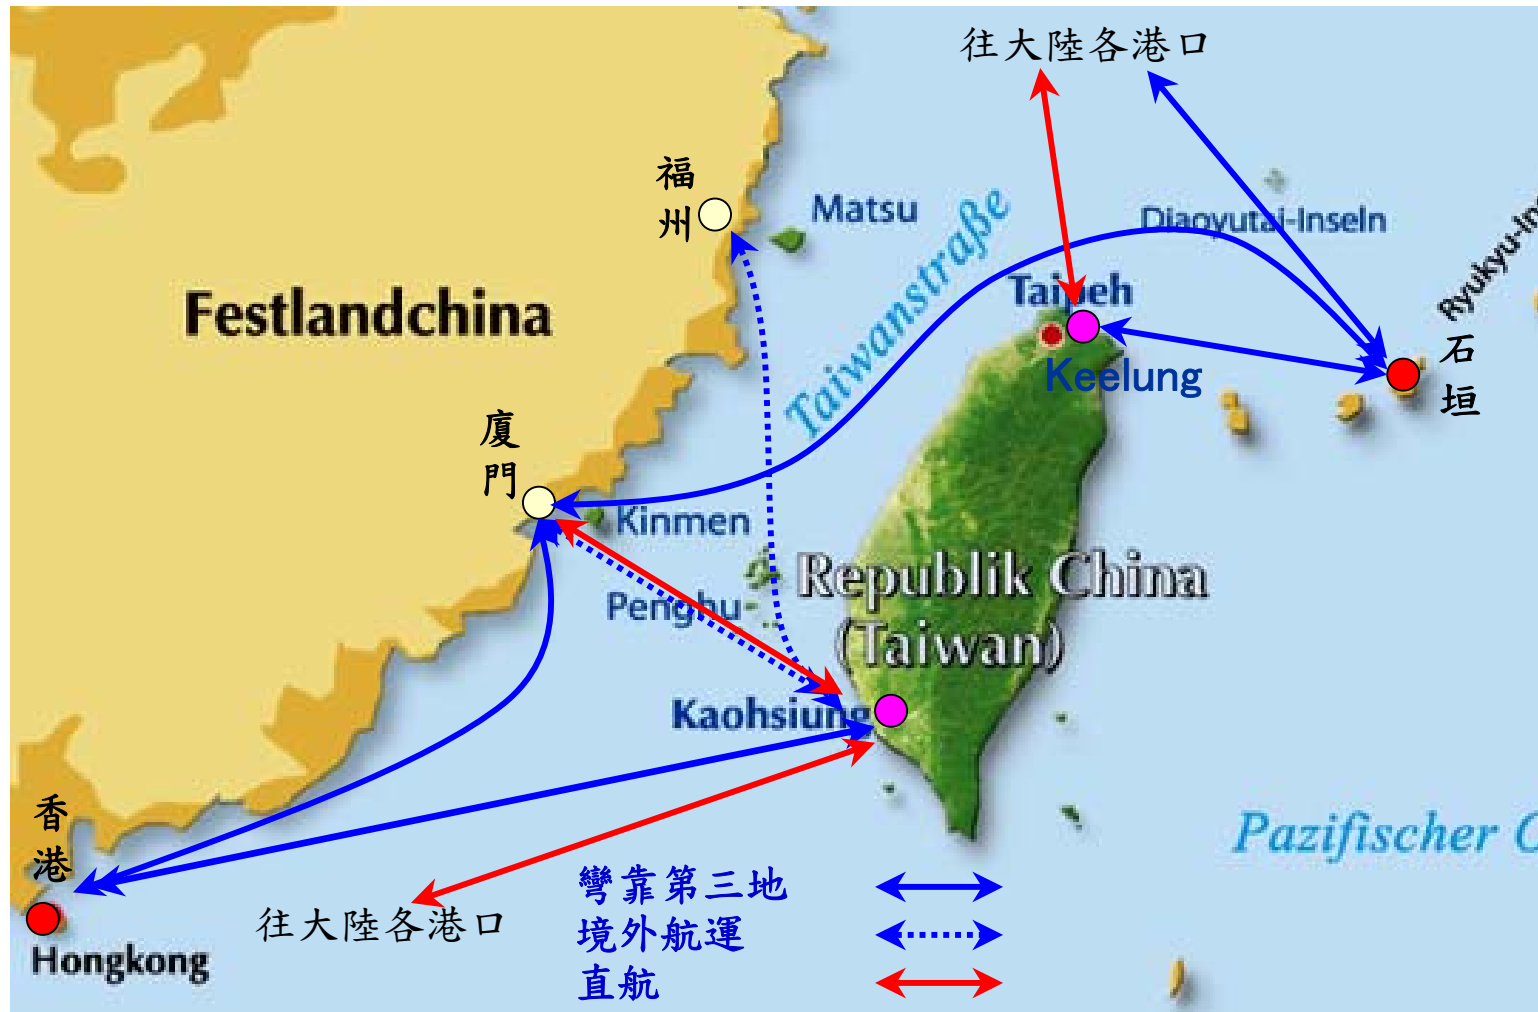 往大陸各港口
福州
Matsu
Taiwanstraße
Diaoyutai-Inseln
Ryukyu-In
Festlandchina
Taipeh
Keelung
石垣
廈門
Kinmen
Penghu
Republik China
(Taiwan)
Kaohsiung
香港
Hongkong
往大陸各港口
Pazifischer O
彎靠第三地
境外航運
直航